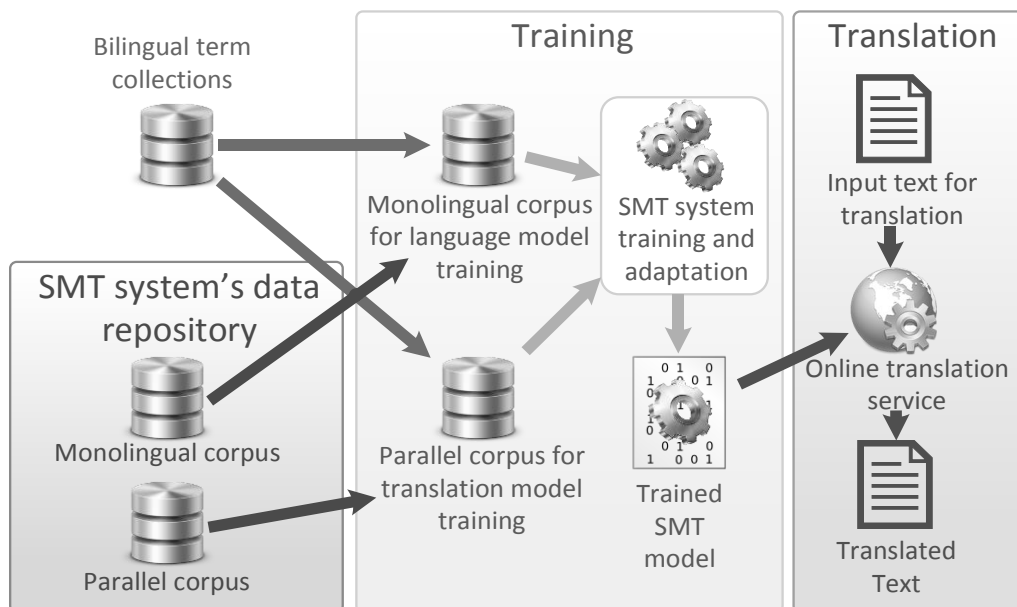 Bilingual term
collections
SMT system's data
repository
Monolingual corpus
Parallel corpus
Training
Monolingual corpus
for language model
training
Parallel corpus for
translation model
training
SMT system
training and
adaptation
Trained
SMT
model
Translation
Input text for
translation
Online translation
service
Translated
Text